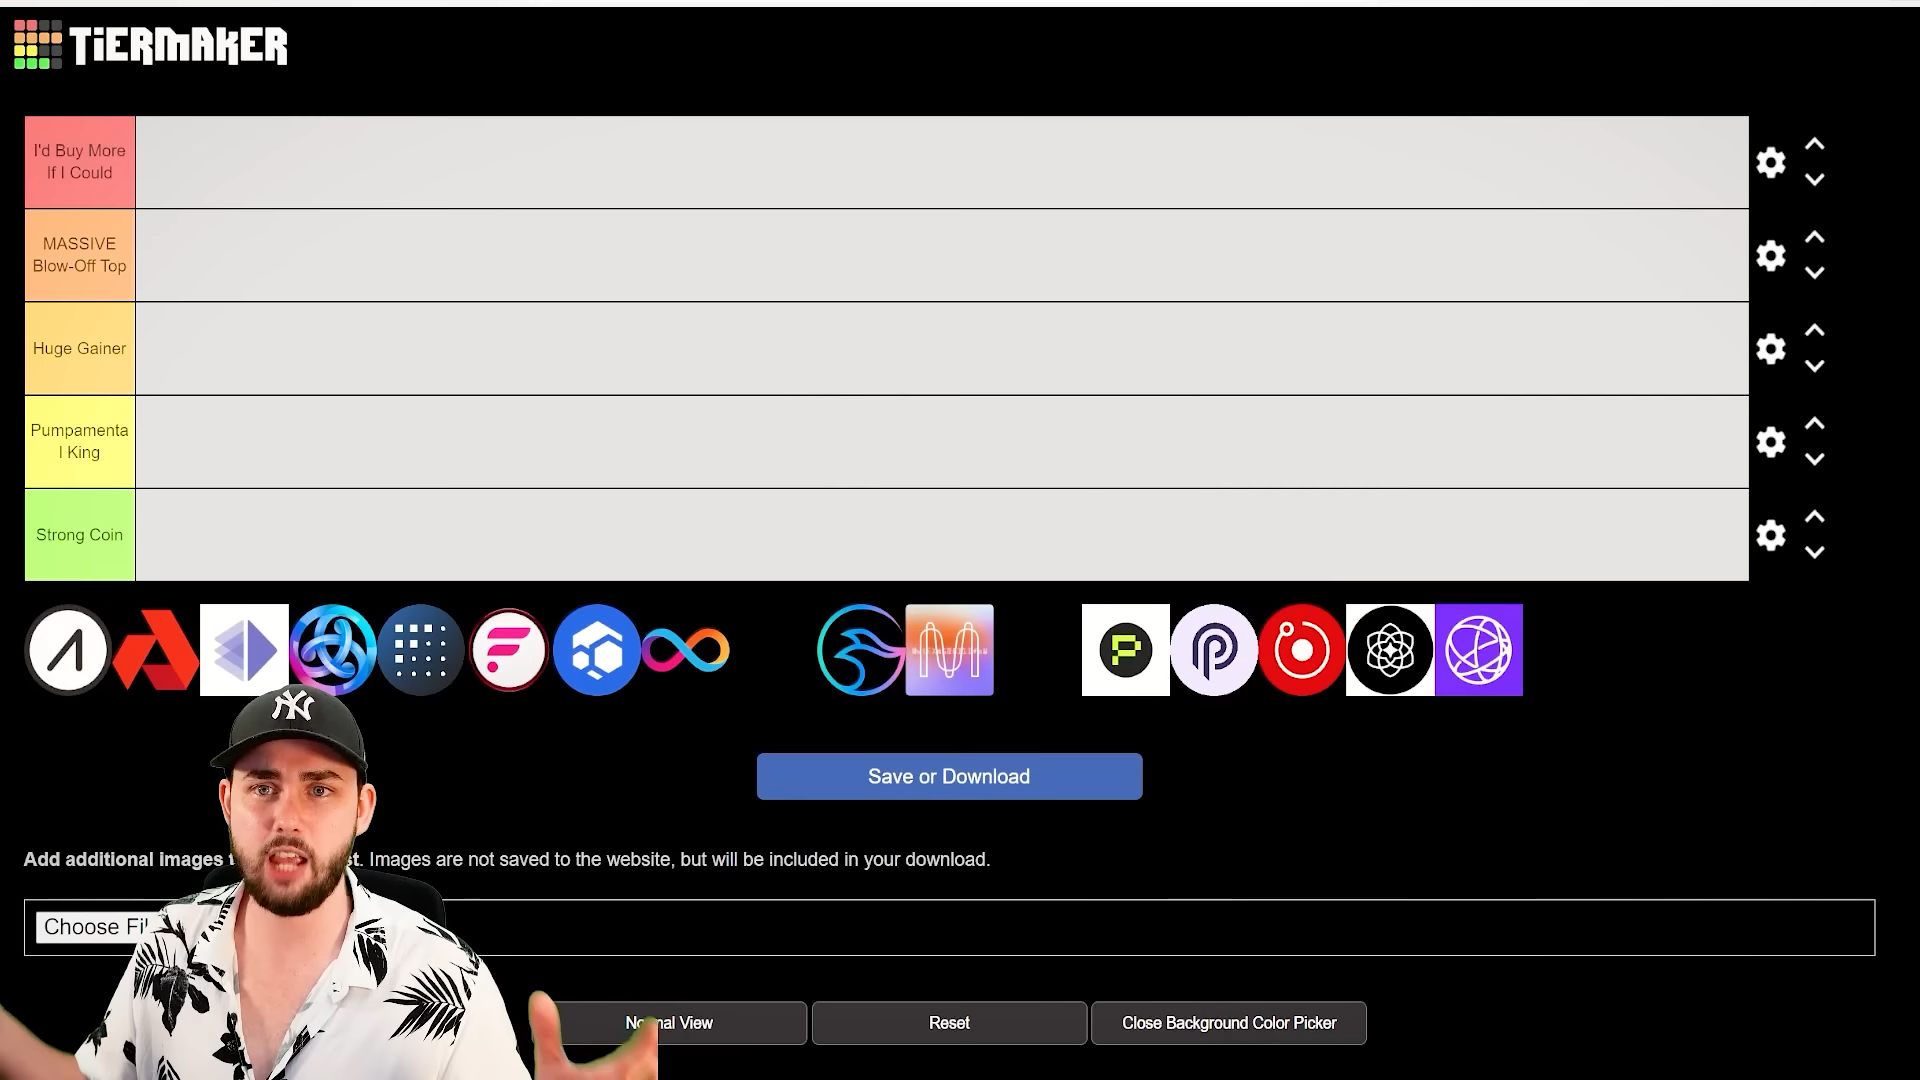 TiERMAKER
I'd Buy More
If I Could
MASSIVE
Blow-Off Top
Huge Gainer
Pumpamenta
l King
Strong Coin
Save or Download
Add additional images t st. Images are not saved to the website, but will be included in your download.
Choose Fil
Normal View
Reset
Close Background Color Picker